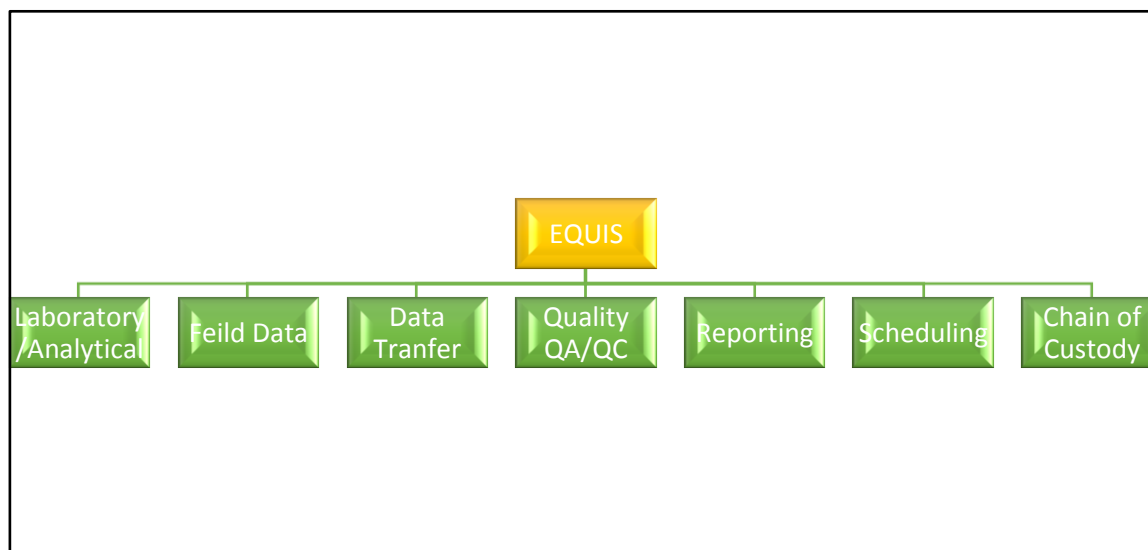 EQUIS
Laboratory
/Analytical
Feild Data
Data
Tranfer
Quality
QA/QC
Reporting
Scheduling
Chain of
Custody